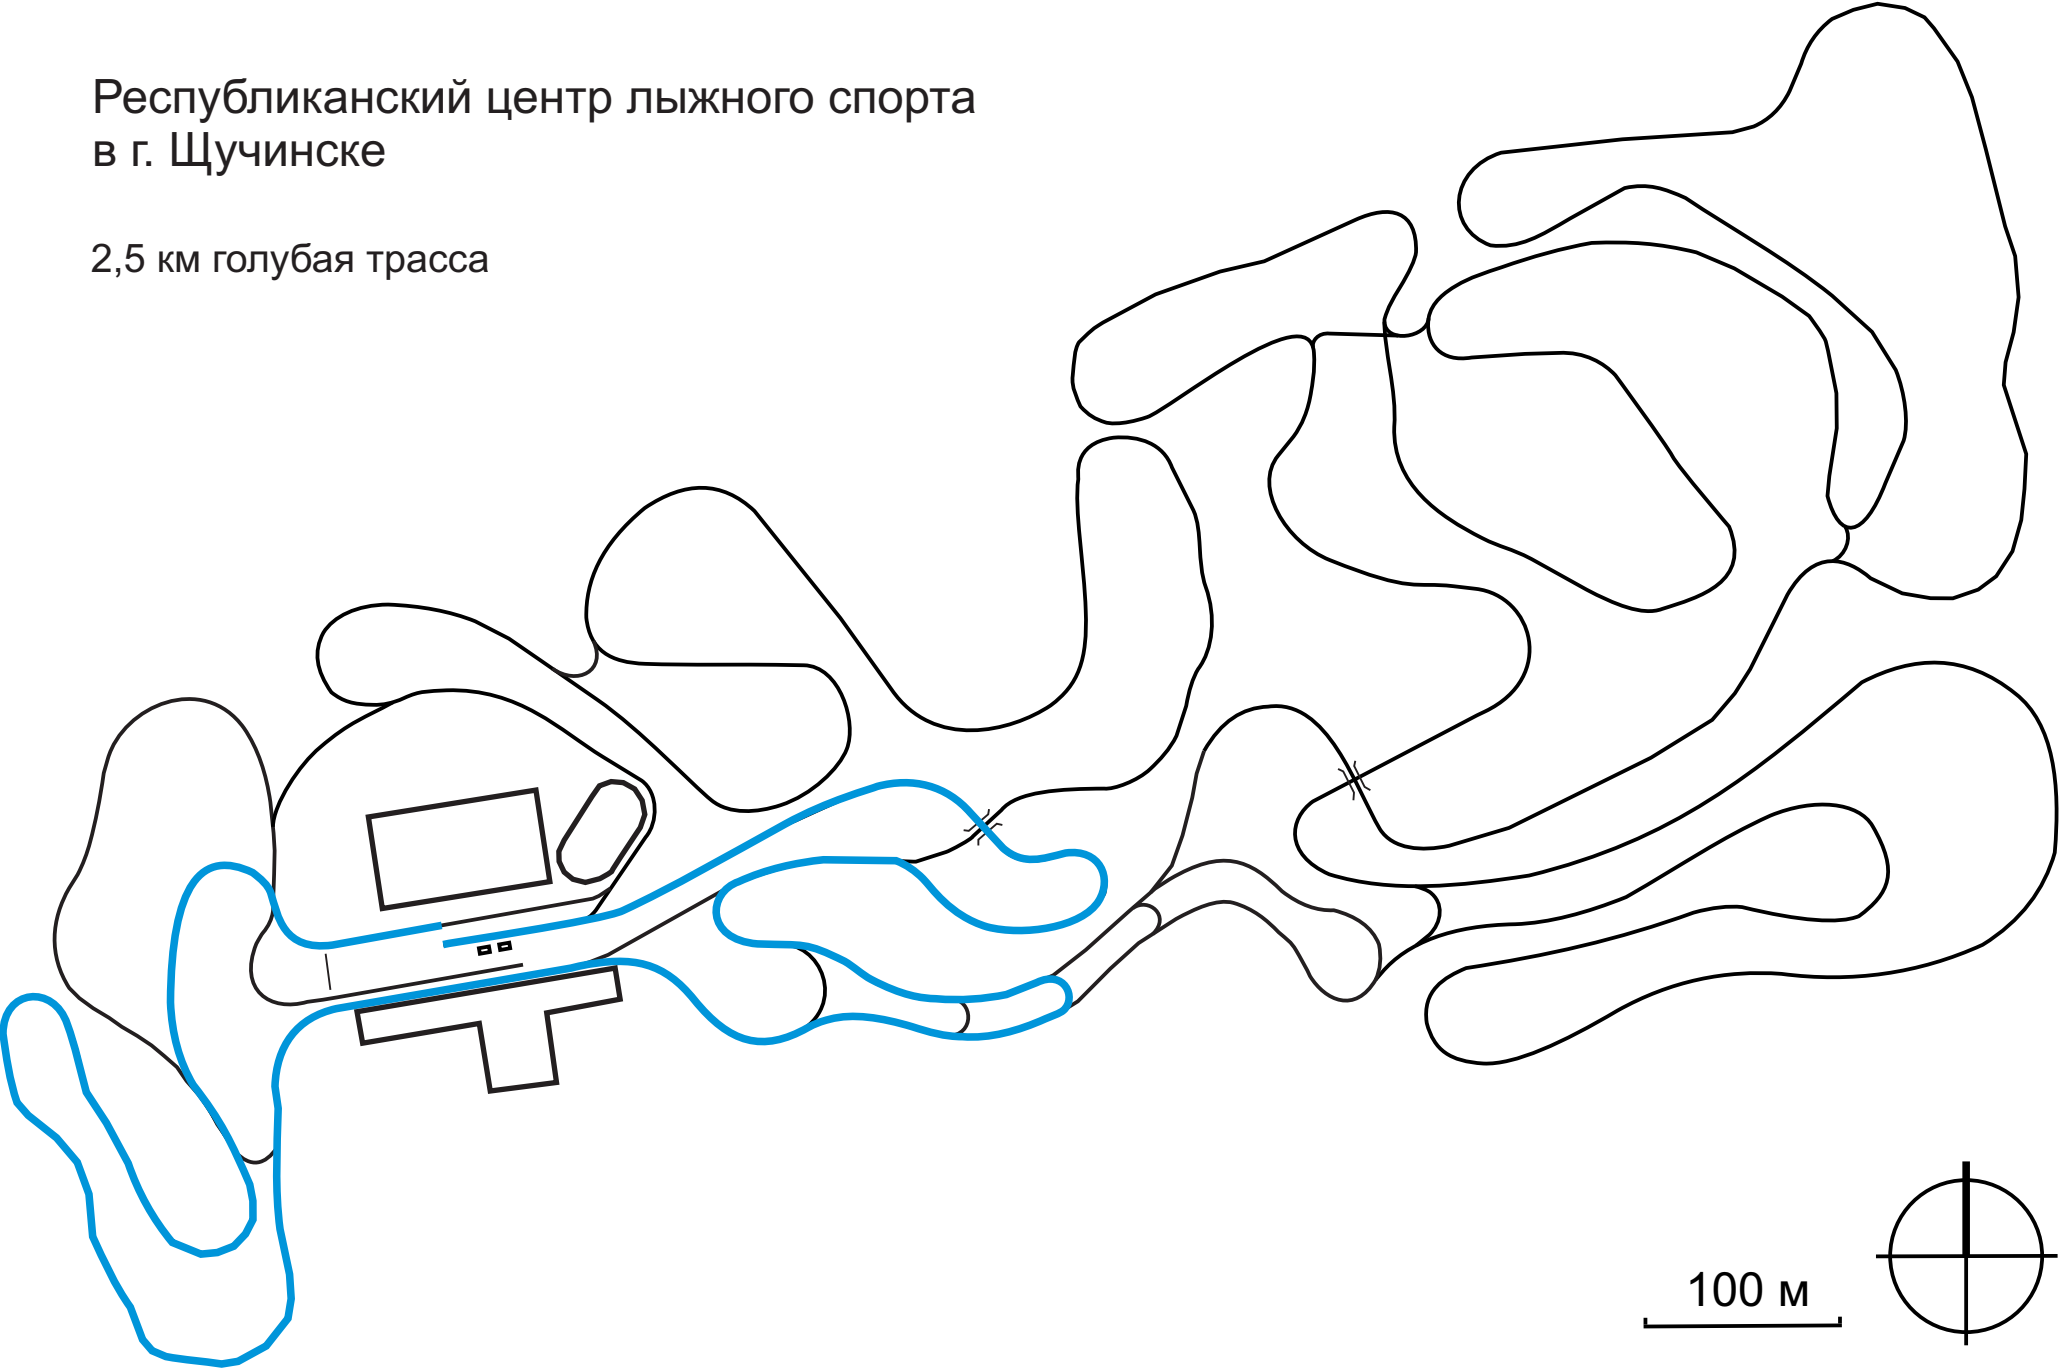 Республиканский центр лыжного спорта
в г. Щучинске
2,5 км голубая трасса
100 м